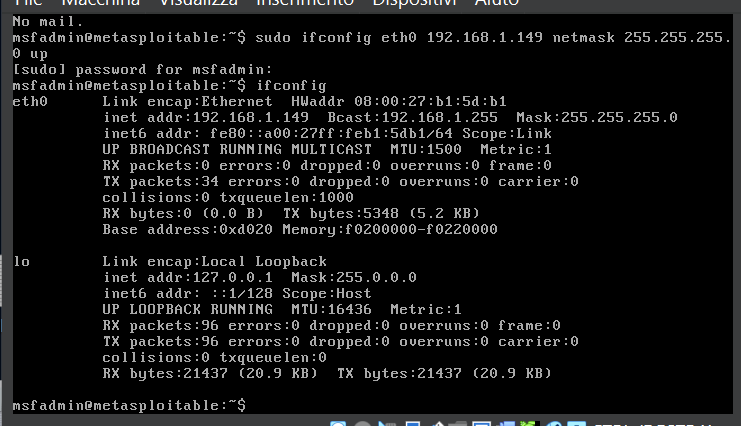 File Macchina Visualizza Inserimento Dispositivi Aiuto
No mail.
msfadmin@metasploitable:~$ sudo ifconfig eth0 192.168.1.149 netmask 255.255.255.
0 up
[sudo] password for msfadmin:
msfadmin@metasploitable:~$ ifconfig
eth0      Link encap:Ethernet  HWaddr 08:00:27:b1:5d:b1
          inet addr:192.168.1.149  Bcast:192.168.1.255  Mask:255.255.255.0
          inet6 addr: fe80::a00:27ff:feb1:5db1/64 Scope:Link
          UP BROADCAST RUNNING MULTICAST  MTU:1500  Metric:1
          RX packets:0 errors:0 dropped:0 overruns:0 frame:0
          TX packets:34 errors:0 dropped:0 overruns:0 carrier:0
          collisions:0 txqueuelen:1000
          RX bytes:0 (0.0 B)  TX bytes:5348 (5.2 KB)
          Base address:0xd020 Memory:f0200000-f0220000
lo        Link encap:Local Loopback
          inet addr:127.0.0.1  Mask:255.0.0.0
          inet6 addr: ::1/128 Scope:Host
          UP LOOPBACK RUNNING  MTU:16436  Metric:1
          RX packets:96 errors:0 dropped:0 overruns:0 frame:0
          TX packets:96 errors:0 dropped:0 overruns:0 carrier:0
          collisions:0 txqueuelen:0
          RX bytes:21437 (20.9 KB)  TX bytes:21437 (20.9 KB)
msfadmin@metasploitable:~$